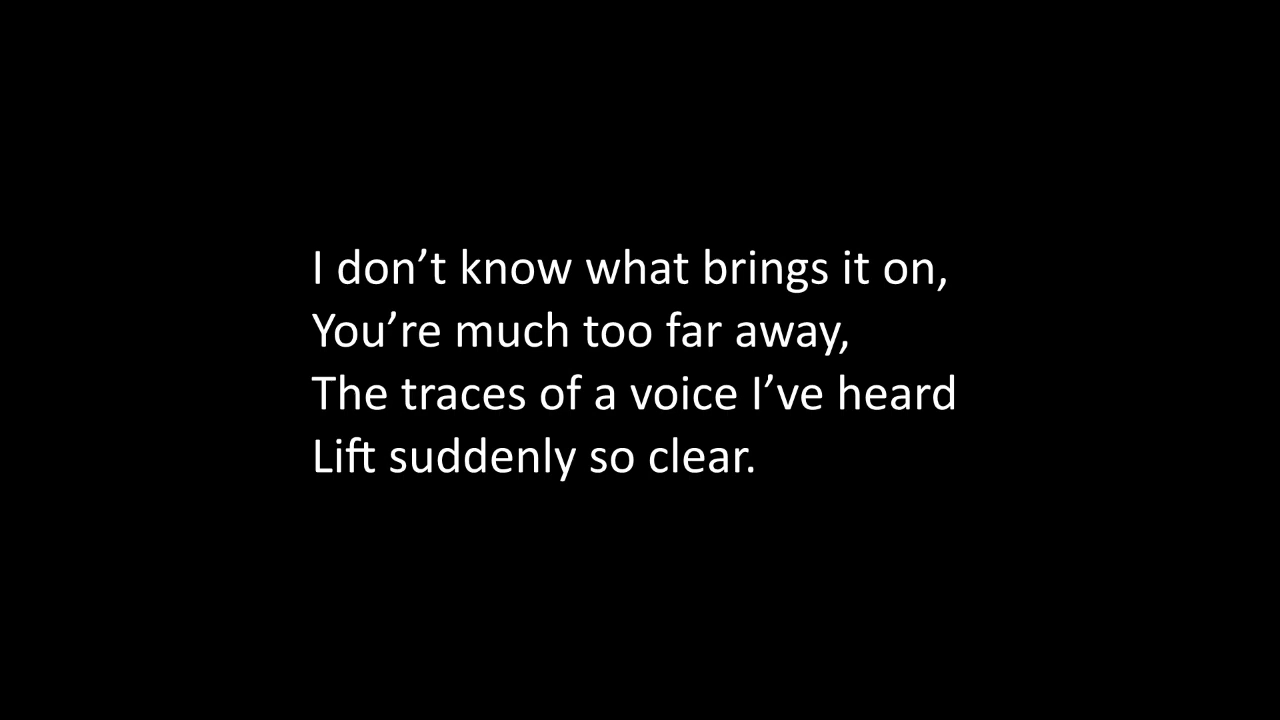 I don’t know what brings it on,
You’re much too far away,
The traces of a voice I’ve heard
Lift suddenly so clear.